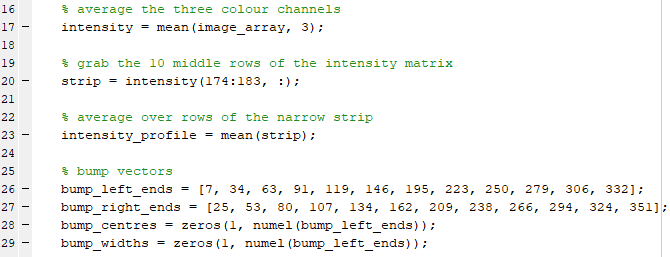 16 % average the three colour channels
17 – intensity = mean(image_array, 3);
18
19 % grab the 10 middle rows of the intensity matrix
20 – strip = intensity(174:183, :);
21
22 % average over rows of the narrow strip
23 – intensity_profile = mean(strip);
24
25 % bump vectors
26 – bump_left_ends = [7, 34, 63, 91, 119, 146, 195, 223, 250, 279, 306, 332];
27 – bump_right_ends = [25, 53, 80, 107, 134, 162, 209, 238, 266, 294, 324, 351];
28 – bump_centres = zeros(1, numel(bump_left_ends));
29 – bump_widths = zeros(1, numel(bump_left_ends));